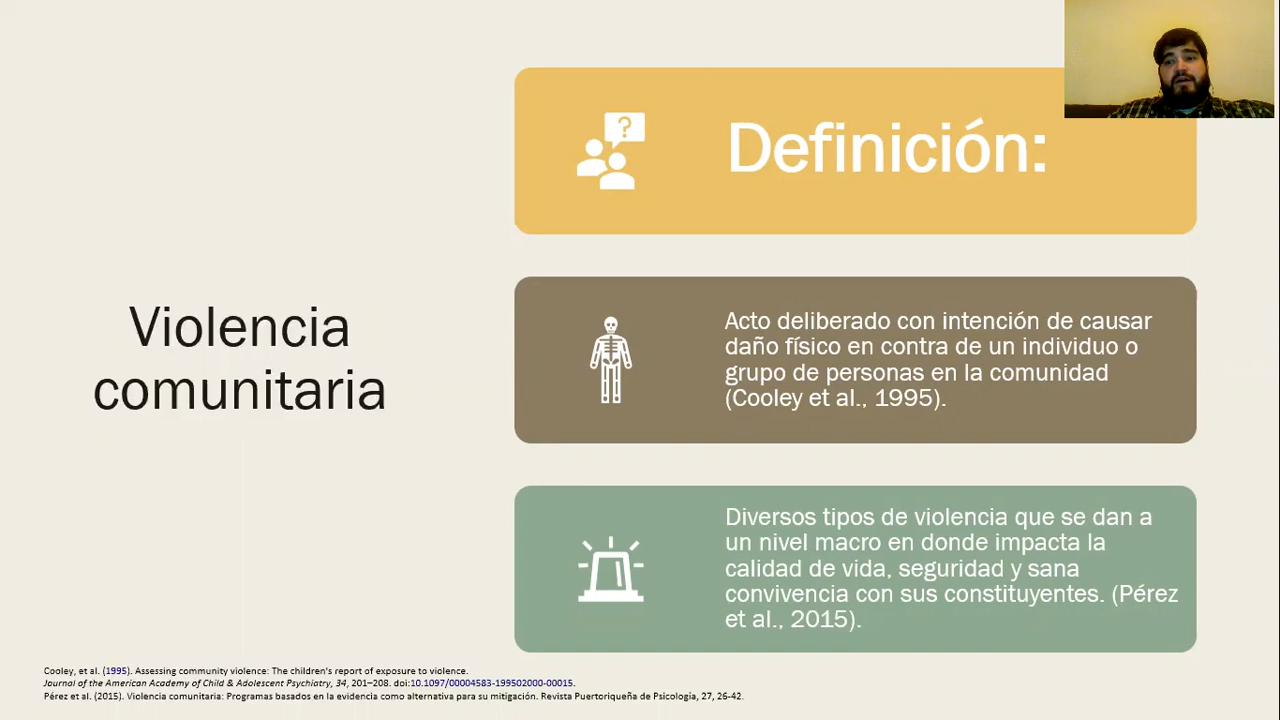 Violencia
comunitaria
?
Definición:
Acto deliberado con intención de causar
daño físico en contra de un individuo o
grupo de personas en la comunidad
(Cooley et al., 1995).
Diversos tipos de violencia que se dan a
un nivel macro en donde impacta la
calidad de vida, seguridad y sana
convivencia con sus constituyentes. (Pérez
et al., 2015).
Cooley, et al. (1995). Assessing community violence: The children's report of exposure to violence.
Journal of the American Academy of Child & Adolescent Psychiatry, 34, 201–208. doi:10.1097/00004583-199502000-00015.
Pérez et al. (2015). Violencia comunitaria: Programas basados en la evidencia como alternativa para su mitigación. Revista Puertoriqueña de Psicología, 27, 26-42.